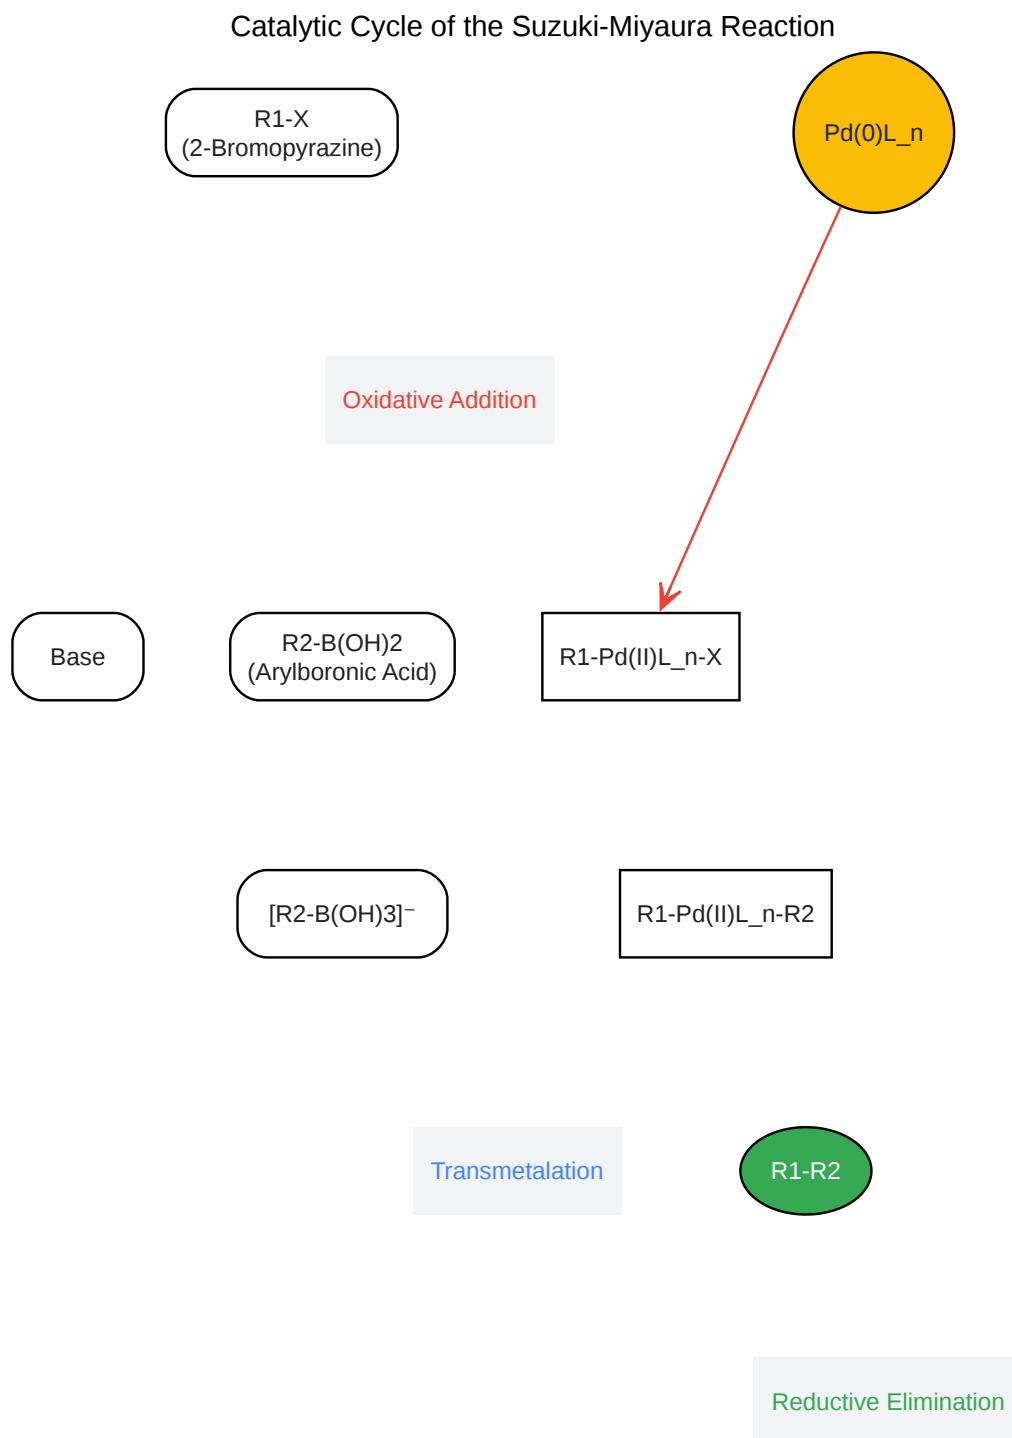 Catalytic Cycle of the Suzuki-Miyaura Reaction
R1-X
(2-Bromopyrazine)
Pd(0)L_n
Oxidative Addition
Base
R2-B(OH)2
(Arylboronic Acid)
R1-Pd(II)L_n-X
[R2-B(OH)3]⁻
R1-Pd(II)L_n-R2
Transmetalation
R1-R2
Reductive Elimination